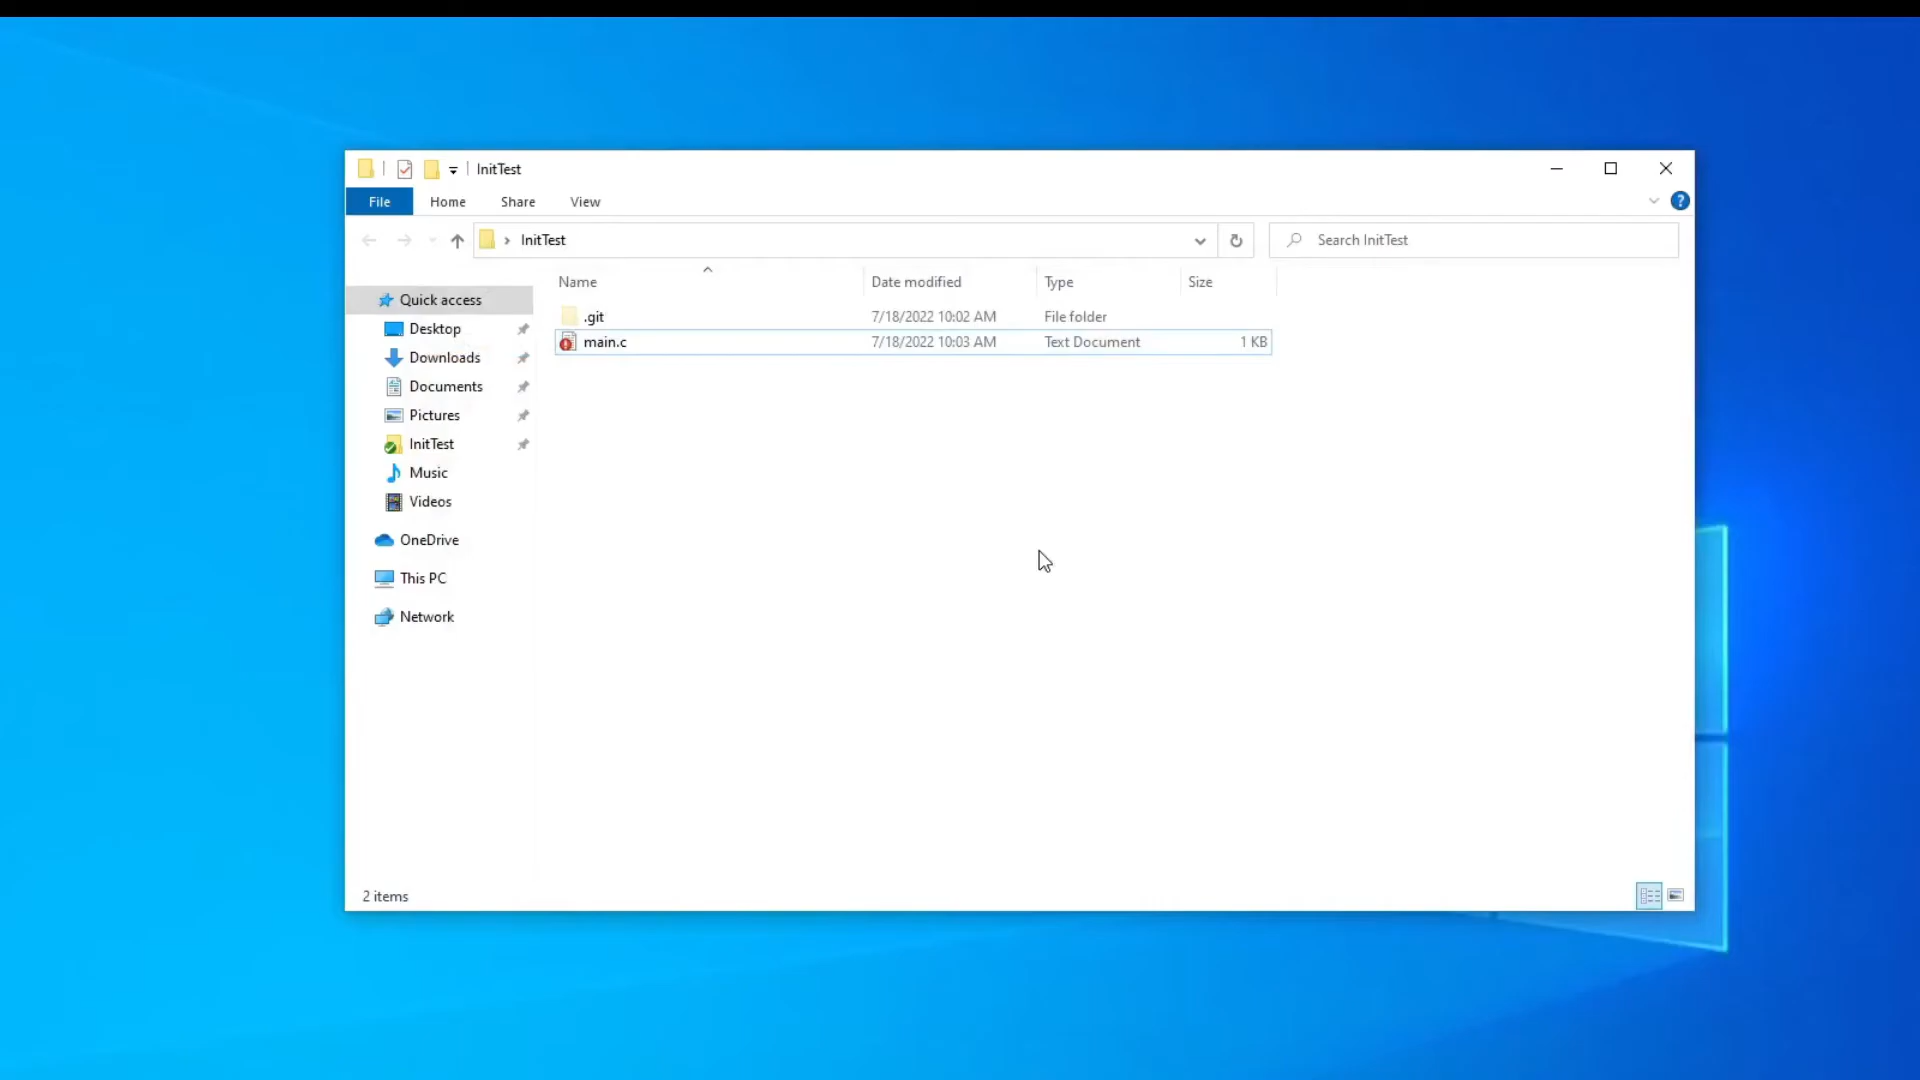 InitTest
File Home Share View
InitTest
Search InitTest
Name Date modified Type Size
Quick access
.git 7/18/2022 10:02 AM File folder
Desktop
main.c 7/18/2022 10:03 AM Text Document 1 KB
Downloads
Documents
Pictures
InitTest
Music
Videos
OneDrive
This PC
Network
2 items